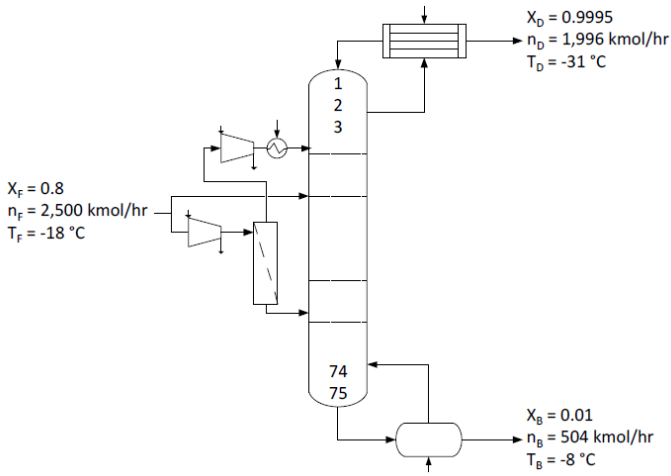 X_D = 0.9995
n_D = 1,996 kmol/hr
T_D = -31 °C
1
2
3
X_F = 0.8
n_F = 2,500 kmol/hr
T_F = -18 °C
74
75
X_B = 0.01
n_B = 504 kmol/hr
T_B = -8 °C